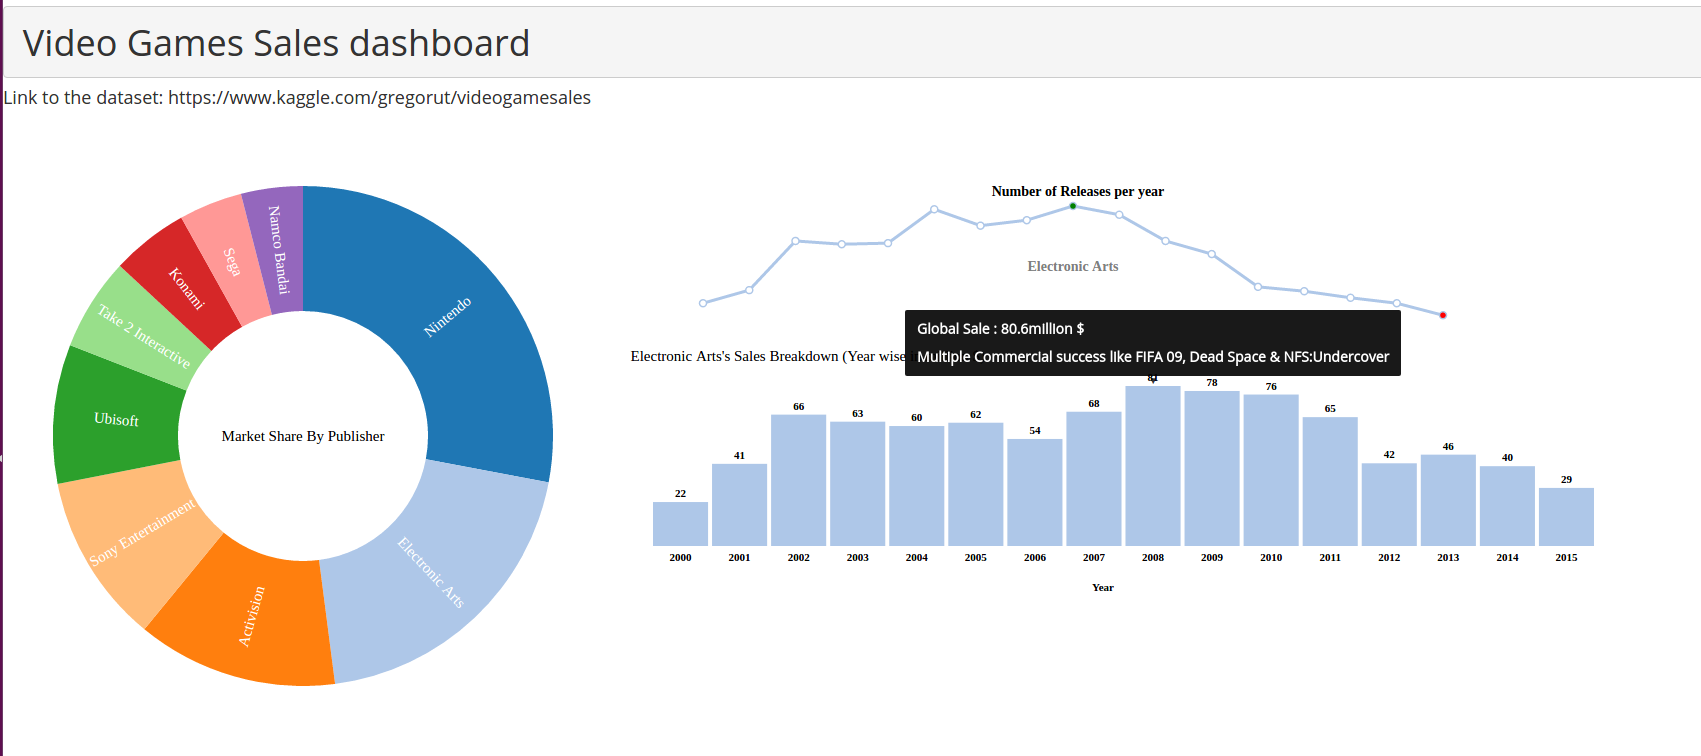 Video Games Sales dashboard
Link to the dataset: https://www.kaggle.com/gregorut/videogamesales
Namco Bandai
Sega
Konami
Take 2 Interactive
Ubisoft
Sony Entertainment
Activision
Electronic Arts
Nintendo
Market Share By Publisher
Number of Releases per year
Electronic Arts
Global Sale : 80.6million $
Multiple Commercial success like FIFA 09, Dead Space & NFS:Undercover
Electronic Arts's Sales Breakdown (Year wise
22 41 66 63 60 62 54 68 81 78 76 65 42 46 40 29
2000 2001 2002 2003 2004 2005 2006 2007 2008 2009 2010 2011 2012 2013 2014 2015
Year